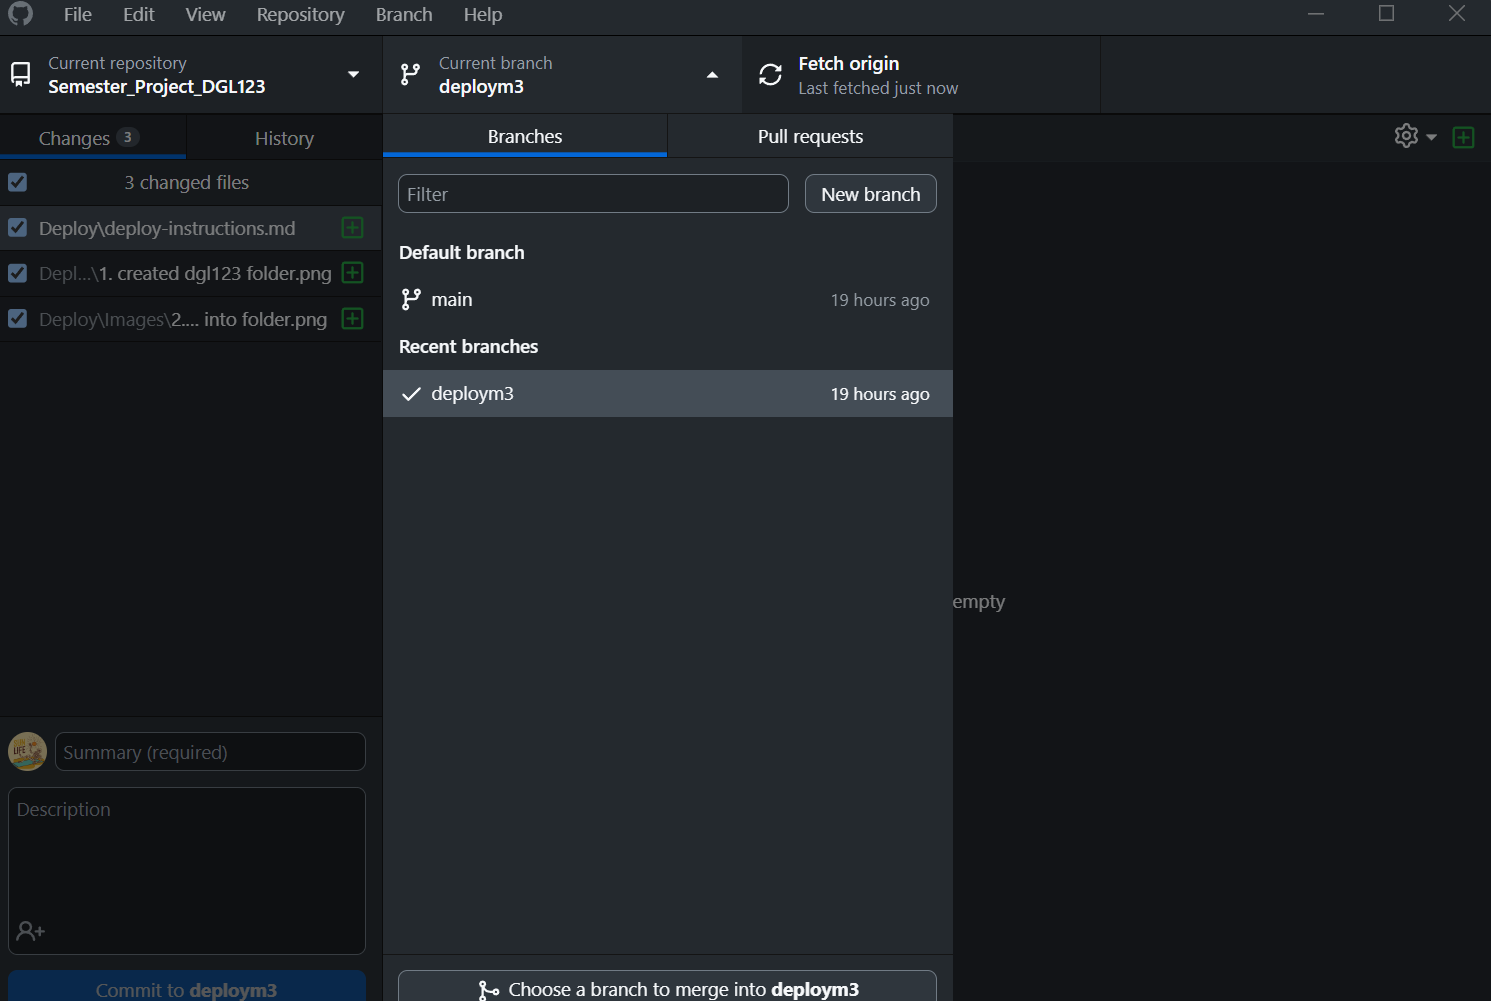 File Edit View Repository Branch Help
Current repository
Semester_Project_DGL123
Current branch
deploym3
Fetch origin
Last fetched just now
Changes 3
History
Branches
Pull requests
3 changed files
Filter
New branch
Deploy\deploy-instructions.md
Depl...\1. created dgl123 folder.png
Deploy\Images\2.... into folder.png
Default branch
main 19 hours ago
Recent branches
deploym3 19 hours ago
empty
Summary (required)
Description
Commit to deploym3
Choose a branch to merge into deploym3